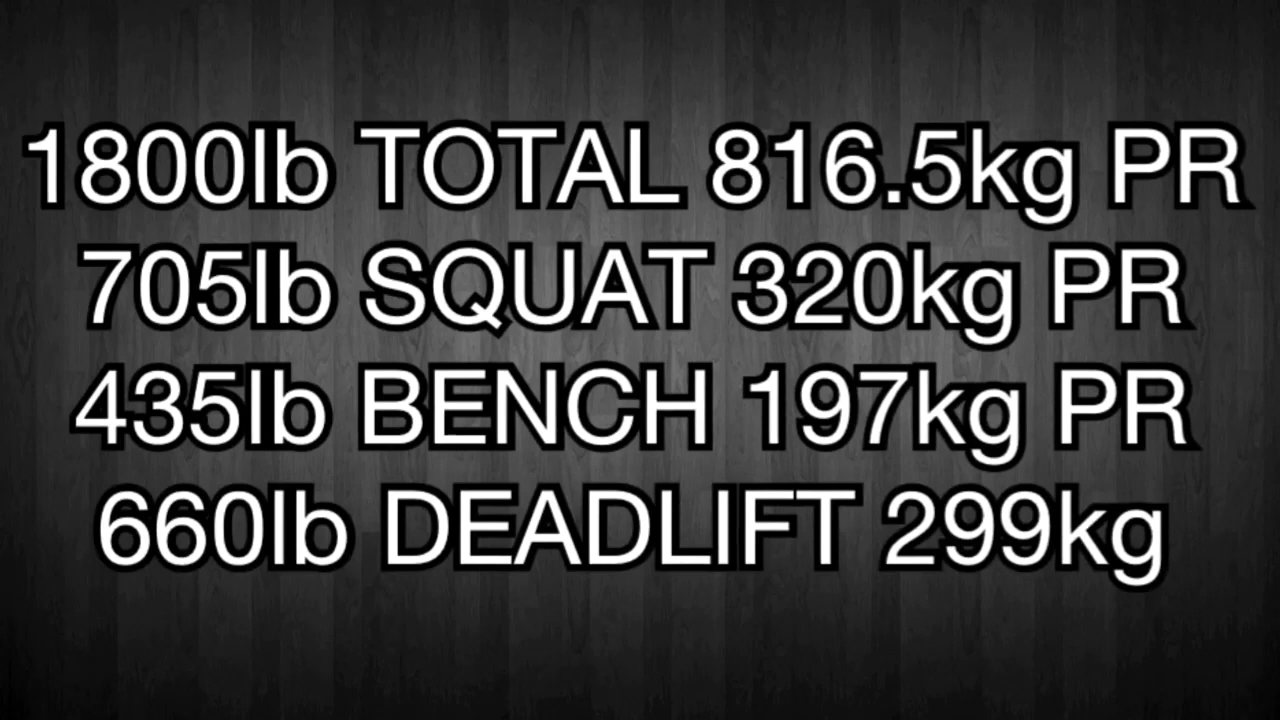 1800lb TOTAL 816.5kg PR
705lb SQUAT 320kg PR
435lb BENCH 197kg PR
660lb DEADLIFT 299kg